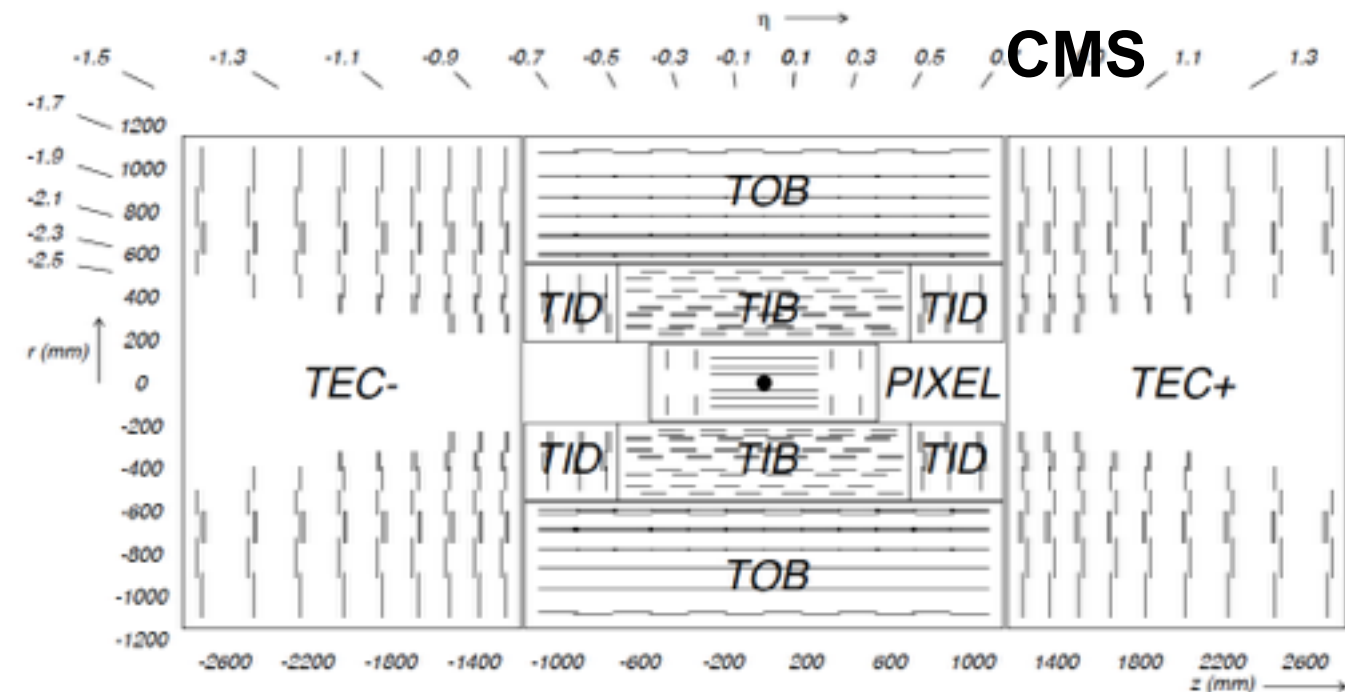 η
-1.5 -1.3 -1.1 -0.9 -0.7 -0.5 -0.3 -0.1 0.1 0.3 0.5 CMS 1.1 1.3
-1.7
-1.9
-2.1
-2.3
-2.5
1200
1000
800
600
400
200
0
-200
-400
-600
-800
-1000
-1200
r (mm)
TOB
TID TIB TID
TEC- PIXEL TEC+
TID TIB TID
TOB
-2600 -2200 -1800 -1400 -1000 -600 -200 200 600 1000 1400 1800 2200 2600
z (mm)